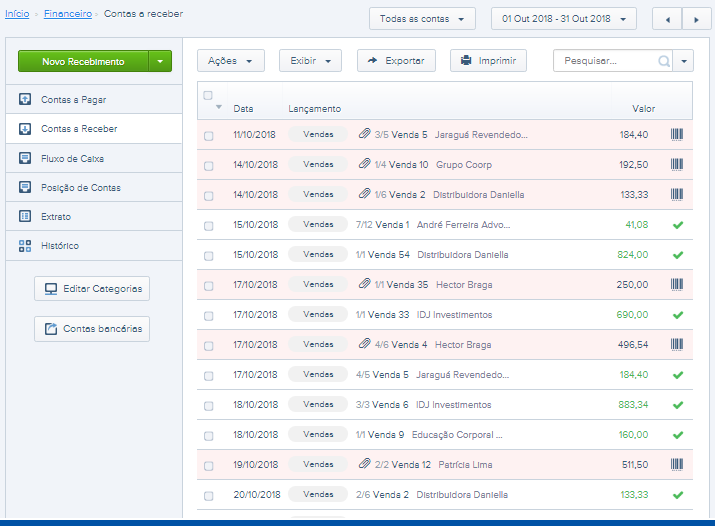 Início » Financeiro » Contas a receber
Todas as contas
01 Out 2018 - 31 Out 2018
Novo Recebimento
Contas a Pagar
Contas a Receber
Fluxo de Caixa
Posição de Contas
Extrato
Histórico
Editar Categorias
Contas bancárias
Ações
Exibir
Exportar
Imprimir
Pesquisar...
Data Lançamento Valor
11/10/2018 Vendas 3/5 Venda 5 Jaraguá Revendedo... 184,40
14/10/2018 Vendas 1/4 Venda 10 Grupo Coorp 192,50
14/10/2018 Vendas 1/6 Venda 2 Distribuidora Daniella 133,33
15/10/2018 Vendas 7/12 Venda 1 André Ferreira Advo... 41,08
15/10/2018 Vendas 1/1 Venda 54 Distribuidora Daniella 824,00
17/10/2018 Vendas 1/1 Venda 35 Hector Braga 250,00
17/10/2018 Vendas 1/1 Venda 33 IDJ Investimentos 690,00
17/10/2018 Vendas 4/6 Venda 4 Hector Braga 496,54
17/10/2018 Vendas 4/5 Venda 5 Jaraguá Revendedo... 184,40
18/10/2018 Vendas 3/3 Venda 6 IDJ Investimentos 883,34
18/10/2018 Vendas 1/1 Venda 9 Educação Corporal ... 160,00
19/10/2018 Vendas 2/2 Venda 12 Patrícia Lima 511,50
20/10/2018 Vendas 2/6 Venda 2 Distribuidora Daniella 133,33